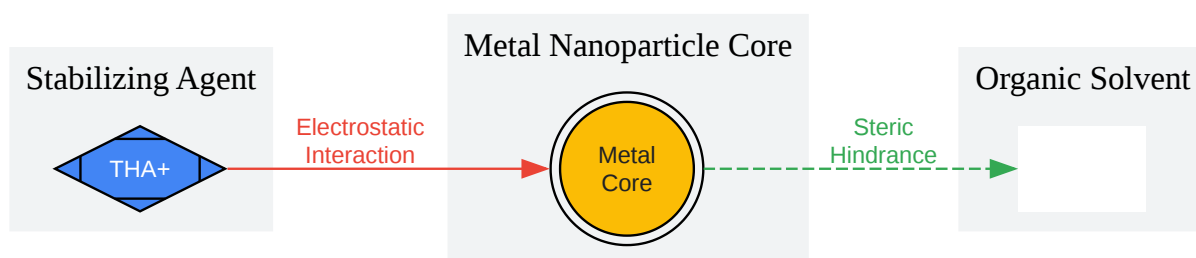 Stabilizing Agent
THA+
Electrostatic
Interaction
Metal Nanoparticle Core
Metal
Core
Steric
Hindrance
Organic Solvent